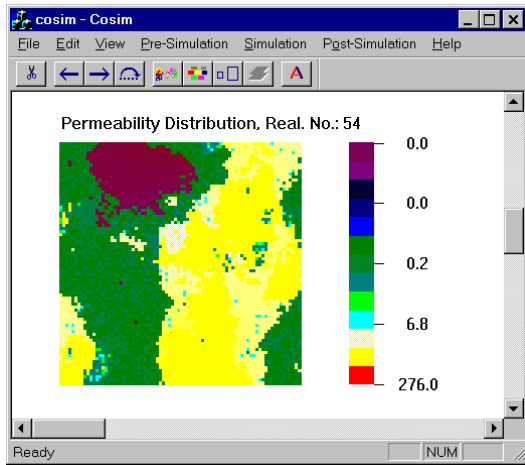 cosim - Cosim
File Edit View Pre-Simulation Simulation Post-Simulation Help
A
Permeability Distribution, Real. No.: 54
0.0
0.0
0.2
6.8
276.0
Ready NUM